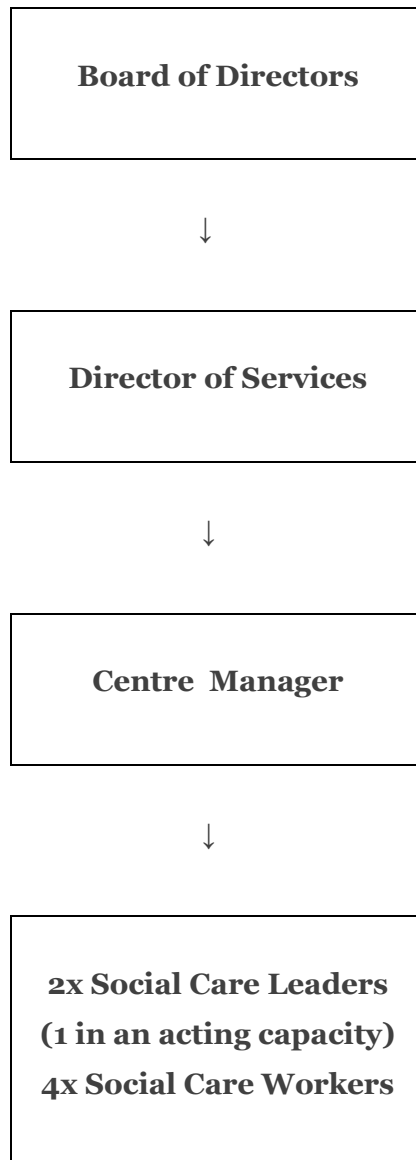 Board of Directors
↓
Director of Services
↓
Centre Manager
↓
2x Social Care Leaders
(1 in an acting capacity)
4x Social Care Workers